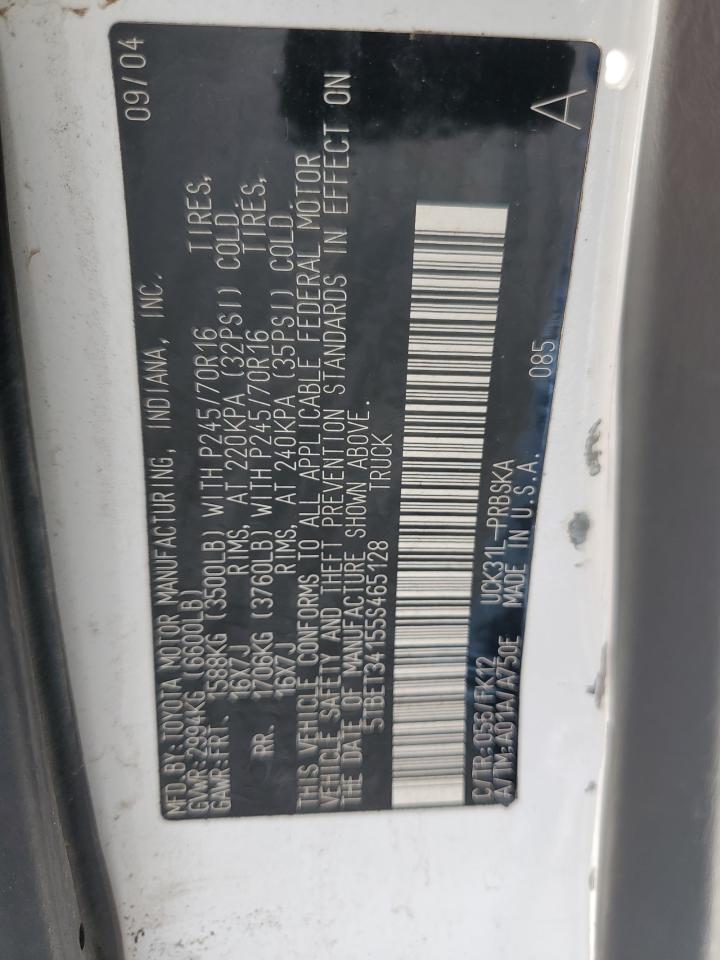 MFD. BY: TOYOTA MOTOR MANUFACTURING, INDIANA, INC. 09/04
GVWR: 2994KG (6600LB)
GAWR: FRT. 1588KG (3500LB) WITH P245/70R16 TIRES,
16X7J RIMS, AT 220KPA (32PSI) COLD.
RR. 1706KG (3760LB) WITH P245/70R16 TIRES,
16X7J RIMS, AT 240KPA (35PSI) COLD.
THIS VEHICLE CONFORMS TO ALL APPLICABLE FEDERAL MOTOR
VEHICLE SAFETY AND THEFT PREVENTION STANDARDS IN EFFECT ON
THE DATE OF MANUFACTURE SHOWN ABOVE.
5TBET34155S465128 TRUCK
C/TR: 056/FK12 UCK31L-PRBSKA 085
A/TM: A01A/A750E MADE IN U.S.A. A